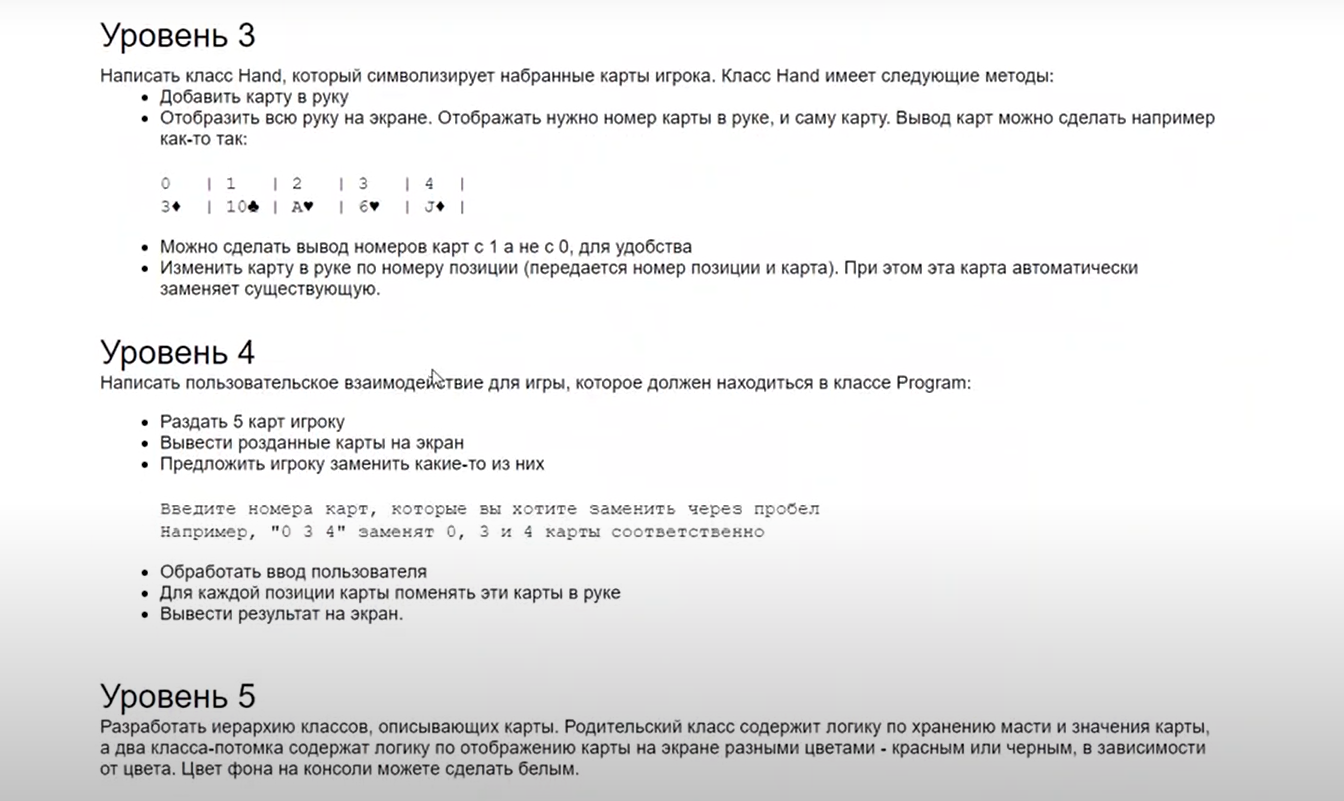 Уровень 3
Написать класс Hand, который символизирует набранные карты игрока. Класс Hand имеет следующие методы:
• Добавить карту в руку
• Отобразить всю руку на экране. Отображать нужно номер карты в руке, и саму карту. Вывод карт можно сделать например
как-то так:
0 | 1 | 2 | 3 | 4 |
3♦ | 10♣ | A♥ | 6♥ | J♦ |
• Можно сделать вывод номеров карт с 1 а не с 0, для удобства
• Изменить карту в руке по номеру позиции (передается номер позиции и карта). При этом эта карта автоматически
заменяет существующую.
Уровень 4
Написать пользовательское взаимодействие для игры, которое должен находиться в классе Program:
• Раздать 5 карт игроку
• Вывести розданные карты на экран
• Предложить игроку заменить какие-то из них
Введите номера карт, которые вы хотите заменить через пробел
Например, "0 3 4" заменят 0, 3 и 4 карты соответственно
• Обработать ввод пользователя
• Для каждой позиции карты поменять эти карты в руке
• Вывести результат на экран.
Уровень 5
Разработать иерархию классов, описывающих карты. Родительский класс содержит логику по хранению масти и значения карты,
а два класса-потомка содержат логику по отображению карты на экране разными цветами - красным или черным, в зависимости
от цвета. Цвет фона на консоли можете сделать белым.